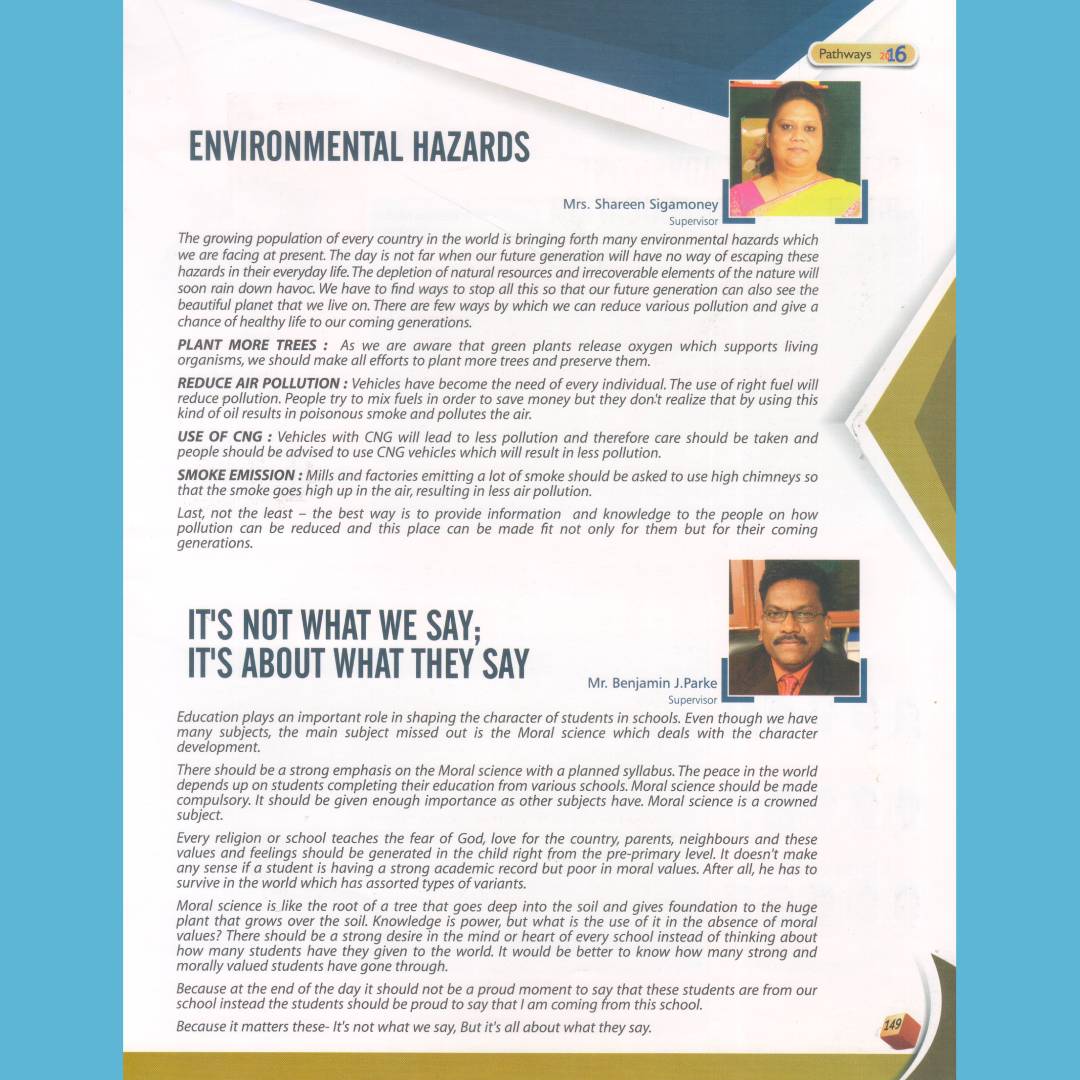 Pathways 2016
ENVIRONMENTAL HAZARDS
Mrs. Shareen Sigamoney
Supervisor
The growing population of every country in the world is bringing forth many environmental hazards which
we are facing at present. The day is not far when our future generation will have no way of escaping these
hazards in their everyday life. The depletion of natural resources and irrecoverable elements of the nature will
soon rain down havoc. We have to find ways to stop all this so that our future generation can also see the
beautiful planet that we live on. There are few ways by which we can reduce various pollution and give a
chance of healthy life to our coming generations.
PLANT MORE TREES : As we are aware that green plants release oxygen which supports living
organisms, we should make all efforts to plant more trees and preserve them.
REDUCE AIR POLLUTION : Vehicles have become the need of every individual. The use of right fuel will
reduce pollution. People try to mix fuels in order to save money but they don't realize that by using this
kind of oil results in poisonous smoke and pollutes the air.
USE OF CNG : Vehicles with CNG will lead to less pollution and therefore care should be taken and
people should be advised to use CNG vehicles which will result in less pollution.
SMOKE EMISSION : Mills and factories emitting a lot of smoke should be asked to use high chimneys so
that the smoke goes high up in the air, resulting in less air pollution.
Last, not the least – the best way is to provide information and knowledge to the people on how
pollution can be reduced and this place can be made fit not only for them but for their coming
generations.
IT'S NOT WHAT WE SAY;
IT'S ABOUT WHAT THEY SAY
Mr. Benjamin J.Parke
Supervisor
Education plays an important role in shaping the character of students in schools. Even though we have
many subjects, the main subject missed out is the Moral science which deals with the character
development.
There should be a strong emphasis on the Moral science with a planned syllabus. The peace in the world
depends up on students completing their education from various schools. Moral science should be made
compulsory. It should be given enough importance as other subjects have. Moral science is a crowned
subject.
Every religion or school teaches the fear of God, love for the country, parents, neighbours and these
values and feelings should be generated in the child right from the pre-primary level. It doesn't make
any sense if a student is having a strong academic record but poor in moral values. After all, he has to
survive in the world which has assorted types of variants.
Moral science is like the root of a tree that goes deep into the soil and gives foundation to the huge
plant that grows over the soil. Knowledge is power, but what is the use of it in the absence of moral
values? There should be a strong desire in the mind or heart of every school instead of thinking about
how many students have they given to the world. It would be better to know how many strong and
morally valued students have gone through.
Because at the end of the day it should not be a proud moment to say that these students are from our
school instead the students should be proud to say that I am coming from this school.
Because it matters these- It's not what we say, But it's all about what they say.
149